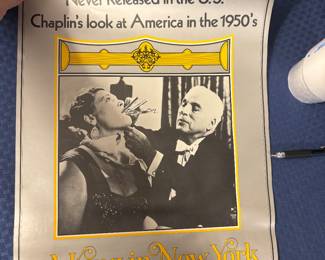 Never Released in the U.S.
Chaplin's look at America in the 1950's
A King in New York